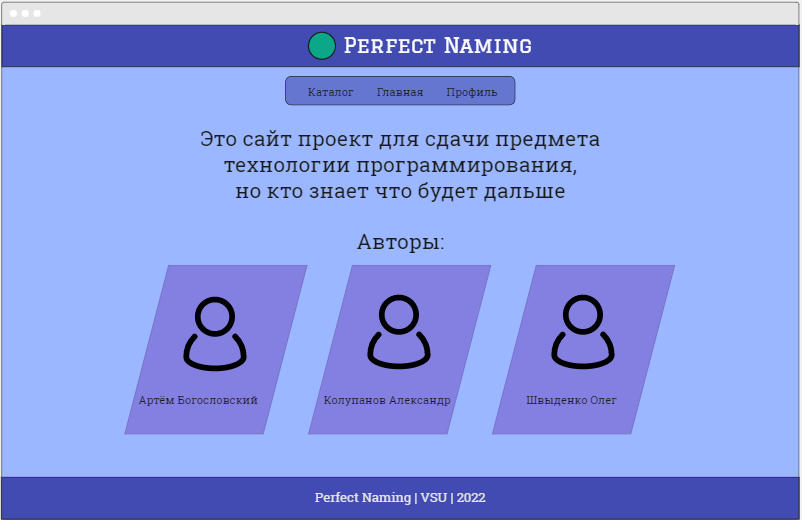 Perfect Naming
Каталог Главная Профиль
Это сайт проект для сдачи предмета
технологии программирования,
но кто знает что будет дальше
Авторы:
Артём Богословский Колупанов Александр Швыденко Олег
Perfect Naming | VSU | 2022